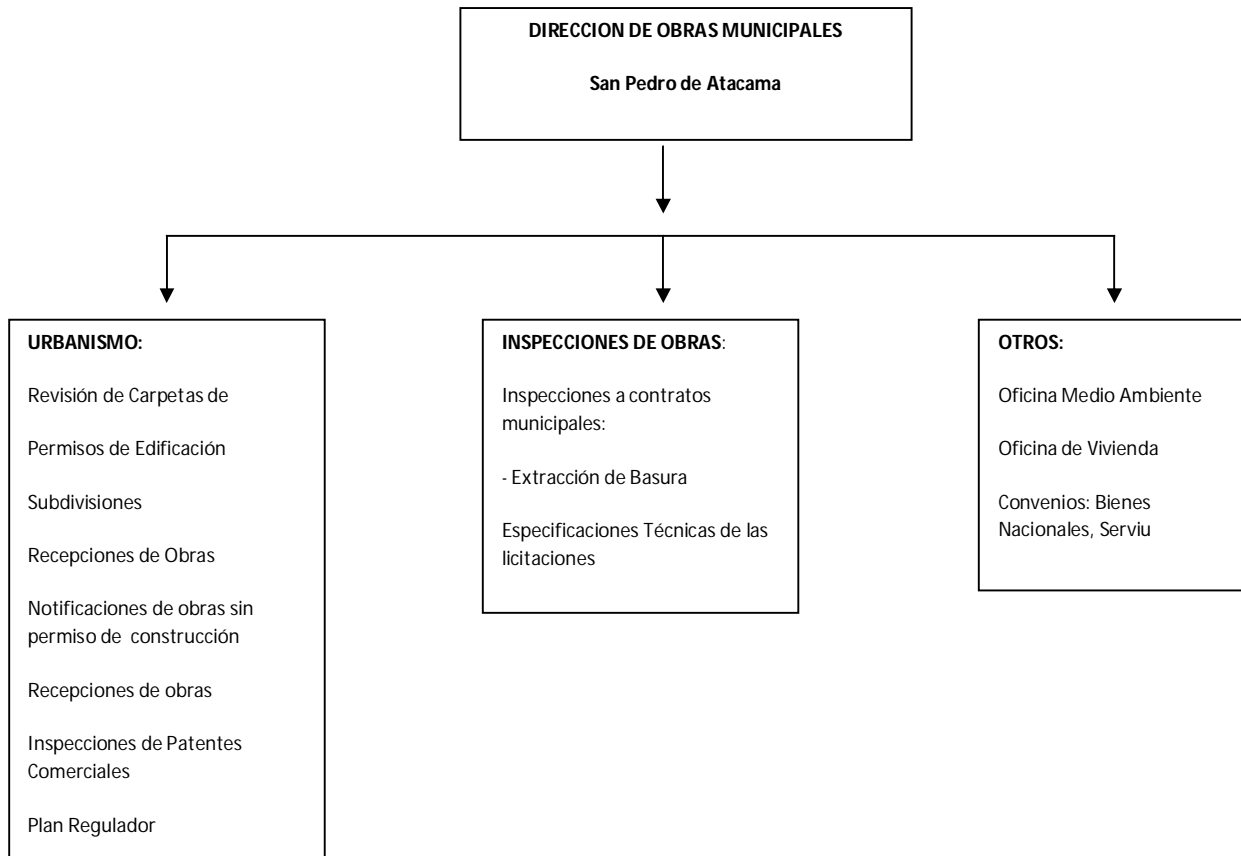 DIRECCION DE OBRAS MUNICIPALES
San Pedro de Atacama
URBANISMO:
Revisión de Carpetas de
Permisos de Edificación
Subdivisiones
Recepciones de Obras
Notificaciones de obras sin
permiso de construcción
Recepciones de obras
Inspecciones de Patentes
Comerciales
Plan Regulador
INSPECCIONES DE OBRAS:
Inspecciones a contratos
municipales:
- Extracción de Basura
Especificaciones Técnicas de las
licitaciones
OTROS:
Oficina Medio Ambiente
Oficina de Vivienda
Convenios: Bienes
Nacionales, Serviu